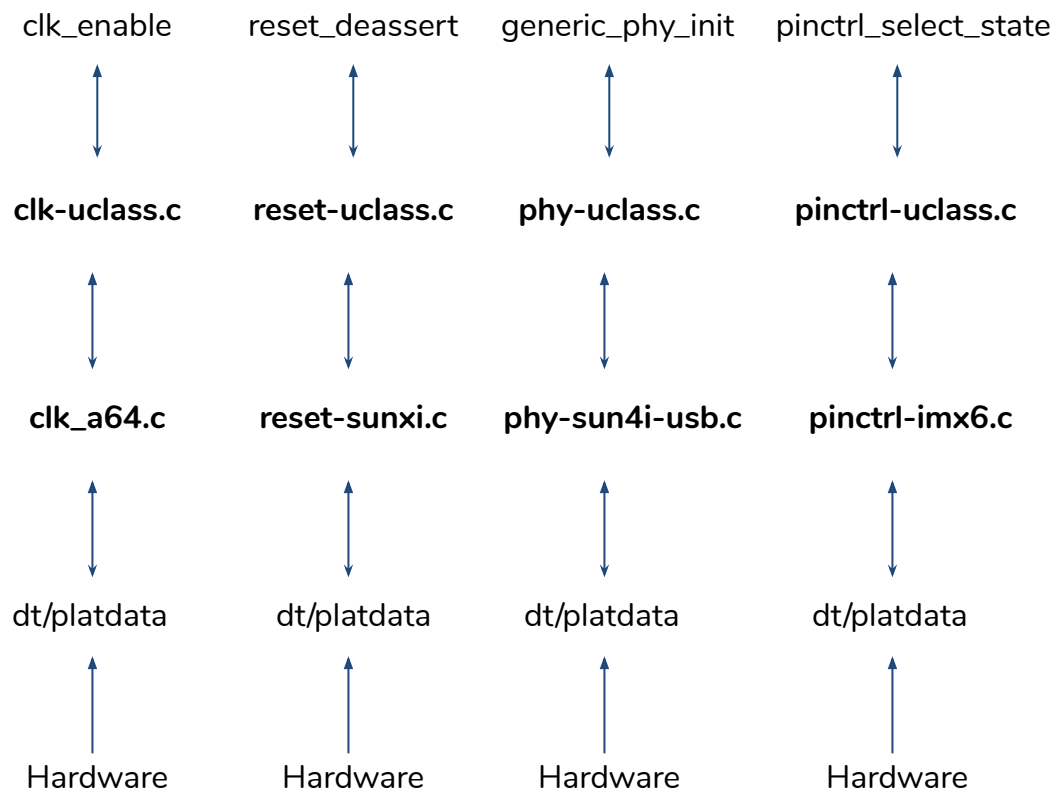 clk_enable reset_deassert generic_phy_init pinctrl_select_state
clk-uclass.c reset-uclass.c phy-uclass.c pinctrl-uclass.c
clk_a64.c reset-sunxi.c phy-sun4i-usb.c pinctrl-imx6.c
dt/platdata dt/platdata dt/platdata dt/platdata
Hardware Hardware Hardware Hardware